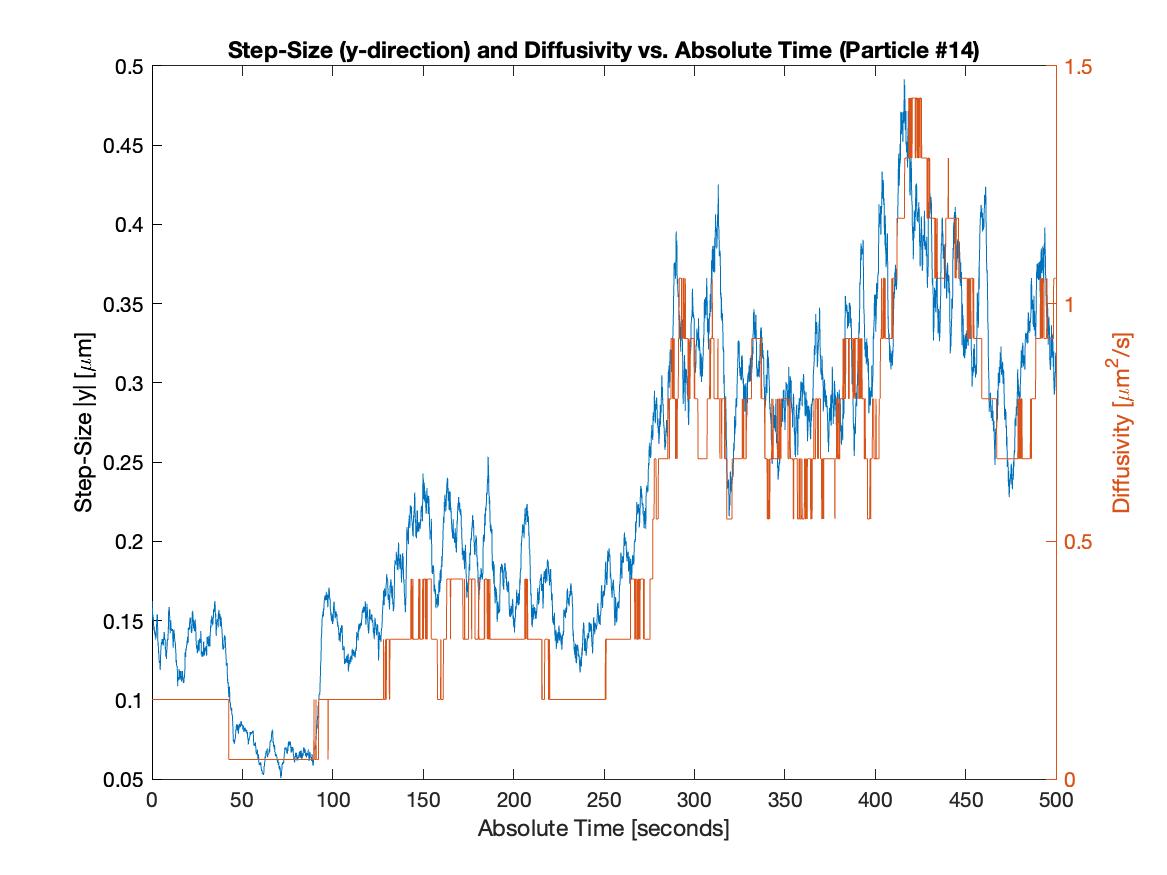 Step-Size (y-direction) and Diffusivity vs. Absolute Time (Particle #14)
0.5
0.45
0.4
0.35
0.3
0.25
0.2
0.15
0.1
0.05
Step-Size |y| [μm]
1.5
1
0.5
0
Diffusivity [μm²/s]
0 50 100 150 200 250 300 350 400 450 500
Absolute Time [seconds]